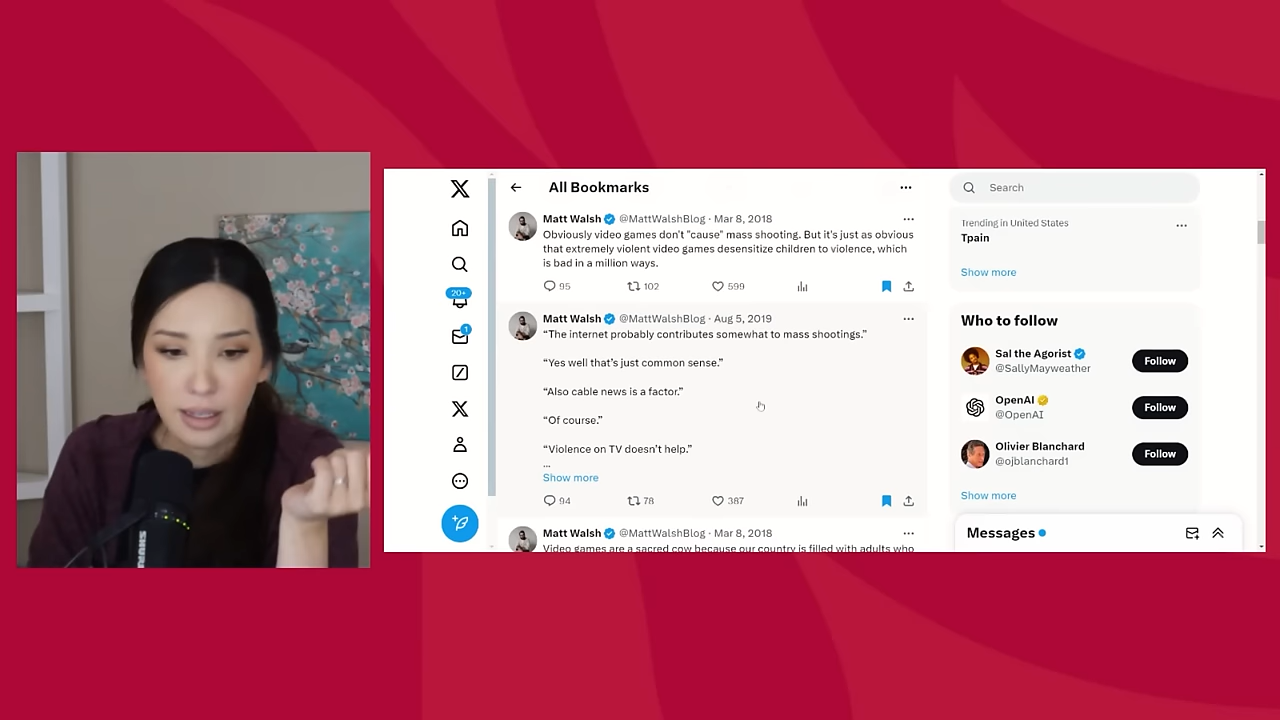 All Bookmarks
Matt Walsh @MattWalshBlog · Mar 8, 2018
Obviously video games don't "cause" mass shooting. But it's just as obvious
that extremely violent video games desensitize children to violence, which
is bad in a million ways.
95 102 599
Matt Walsh @MattWalshBlog · Aug 5, 2019
“The internet probably contributes somewhat to mass shootings.”
“Yes well that’s just common sense.”
“Also cable news is a factor.”
“Of course.”
“Violence on TV doesn’t help.”
...
Show more
94 78 387
Matt Walsh @MattWalshBlog · Mar 8, 2018
Video games are a sacred cow because our country is filled with adults who
20+
1
Search
Trending in United States
Tpain
Show more
Who to follow
Sal the Agorist
@SallyMayweather
Follow
OpenAI
@OpenAI
Follow
Olivier Blanchard
@ojblanchard1
Follow
Show more
Messages
SHURE